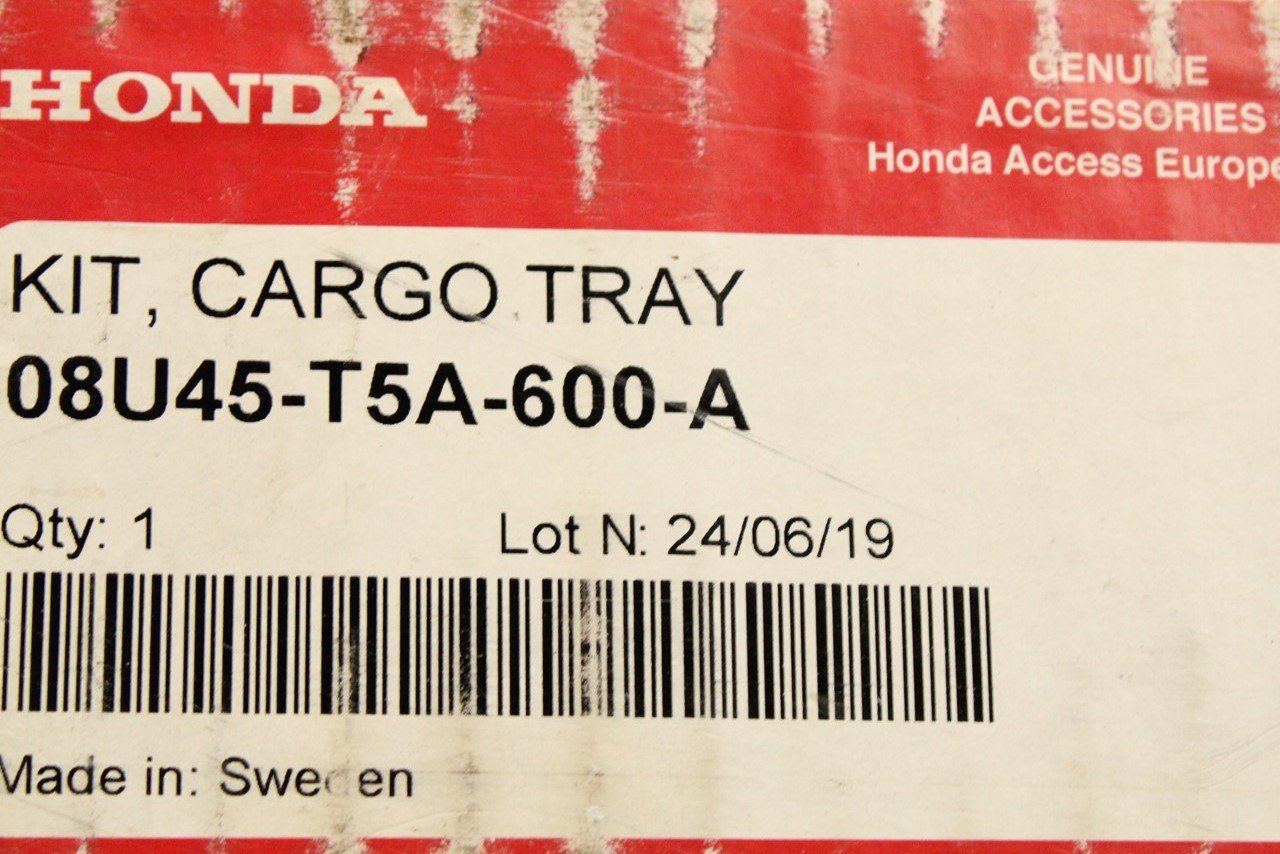 HONDA
GENUINE
ACCESSORIES
Honda Access Europe
KIT, CARGO TRAY
08U45-T5A-600-A
Qty: 1 Lot N: 24/06/19
Made in: Sweden